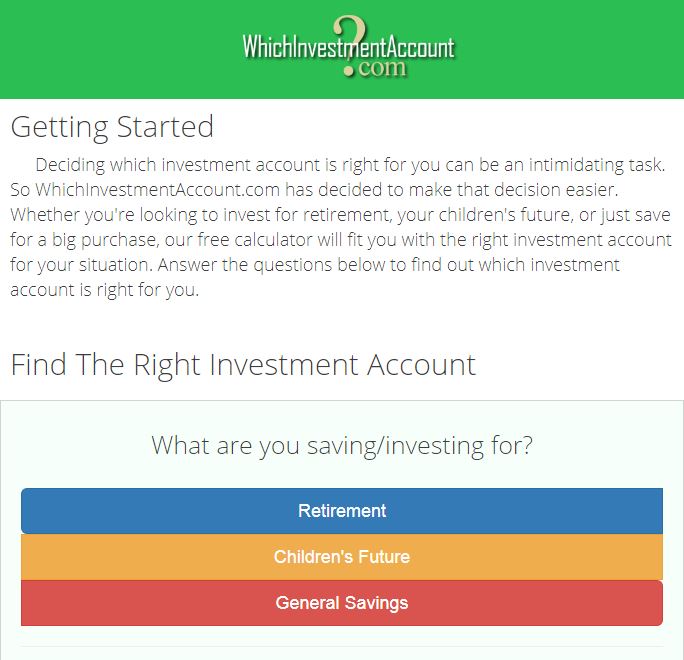 WhichInvestmentAccount
?
.com
Getting Started
Deciding which investment account is right for you can be an intimidating task.
So WhichInvestmentAccount.com has decided to make that decision easier.
Whether you're looking to invest for retirement, your children's future, or just save
for a big purchase, our free calculator will fit you with the right investment account
for your situation. Answer the questions below to find out which investment
account is right for you.
Find The Right Investment Account
What are you saving/investing for?
Retirement
Children's Future
General Savings